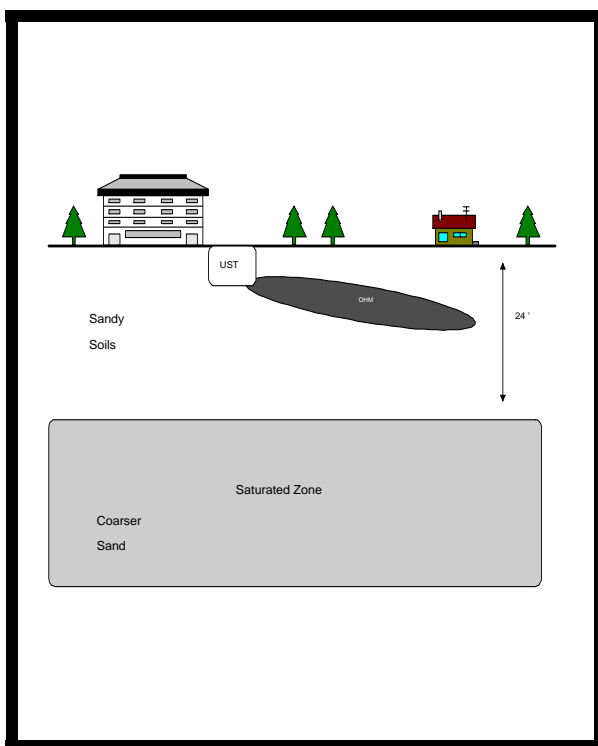 UST
OHM
24 '
Sandy
Soils
Saturated Zone
Coarser
Sand